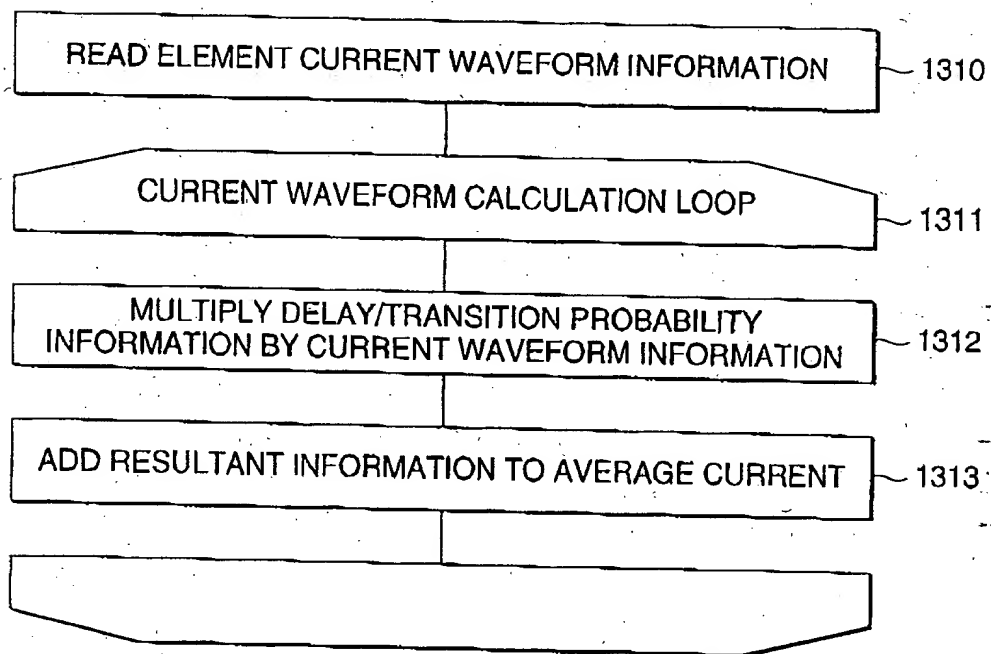 READ ELEMENT CURRENT WAVEFORM INFORMATION
1310
CURRENT WAVEFORM CALCULATION LOOP
1311
MULTIPLY DELAY/TRANSITION PROBABILITY
INFORMATION BY CURRENT WAVEFORM INFORMATION
1312
ADD RESULTANT INFORMATION TO AVERAGE CURRENT
1313